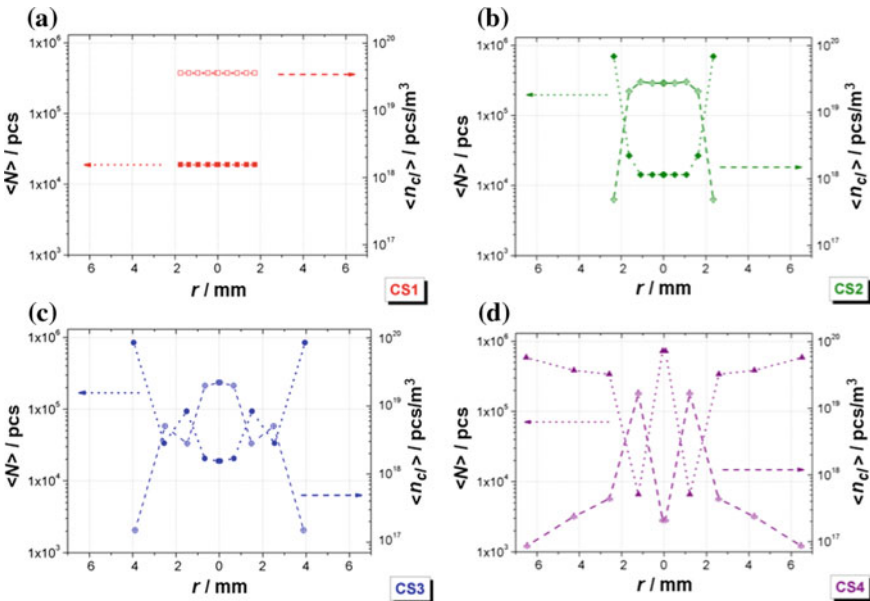 (a)
1x10⁶
1x10⁵
1x10⁴
1x10³
<N> / pcs
10²⁰
10¹⁹
10¹⁸
10¹⁷
<n_cl> / pcs/m³
6 4 2 0 2 4 6
r / mm
CS1
(b)
1x10⁶
1x10⁵
1x10⁴
1x10³
<N> / pcs
10²⁰
10¹⁹
10¹⁸
10¹⁷
<n_cl> / pcs/m³
6 4 2 0 2 4 6
r / mm
CS2
(c)
1x10⁶
1x10⁵
1x10⁴
1x10³
<N> / pcs
10²⁰
10¹⁹
10¹⁸
10¹⁷
<n_cl> / pcs/m³
6 4 2 0 2 4 6
r / mm
CS3
(d)
1x10⁶
1x10⁵
1x10⁴
1x10³
<N> / pcs
10²⁰
10¹⁹
10¹⁸
10¹⁷
<n_cl> / pcs/m³
6 4 2 0 2 4 6
r / mm
CS4